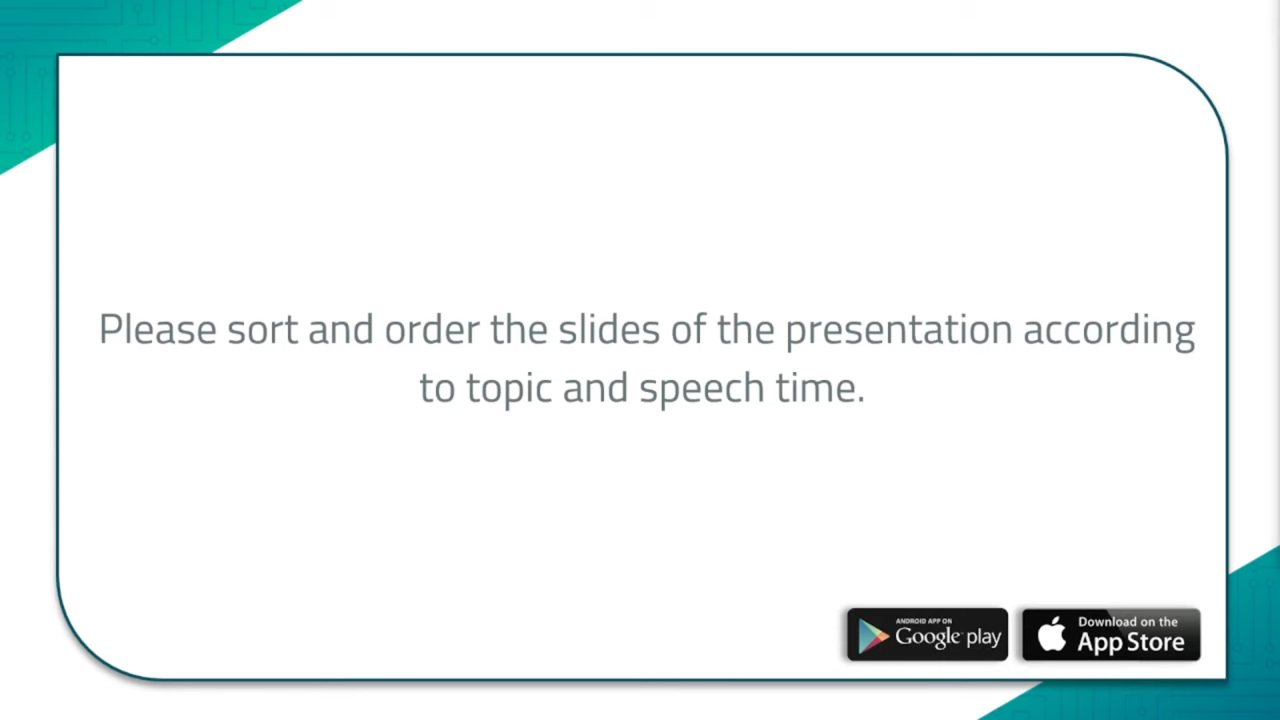 Please sort and order the slides of the presentation according
to topic and speech time.
ANDROID APP ON
Google play
Download on the
App Store